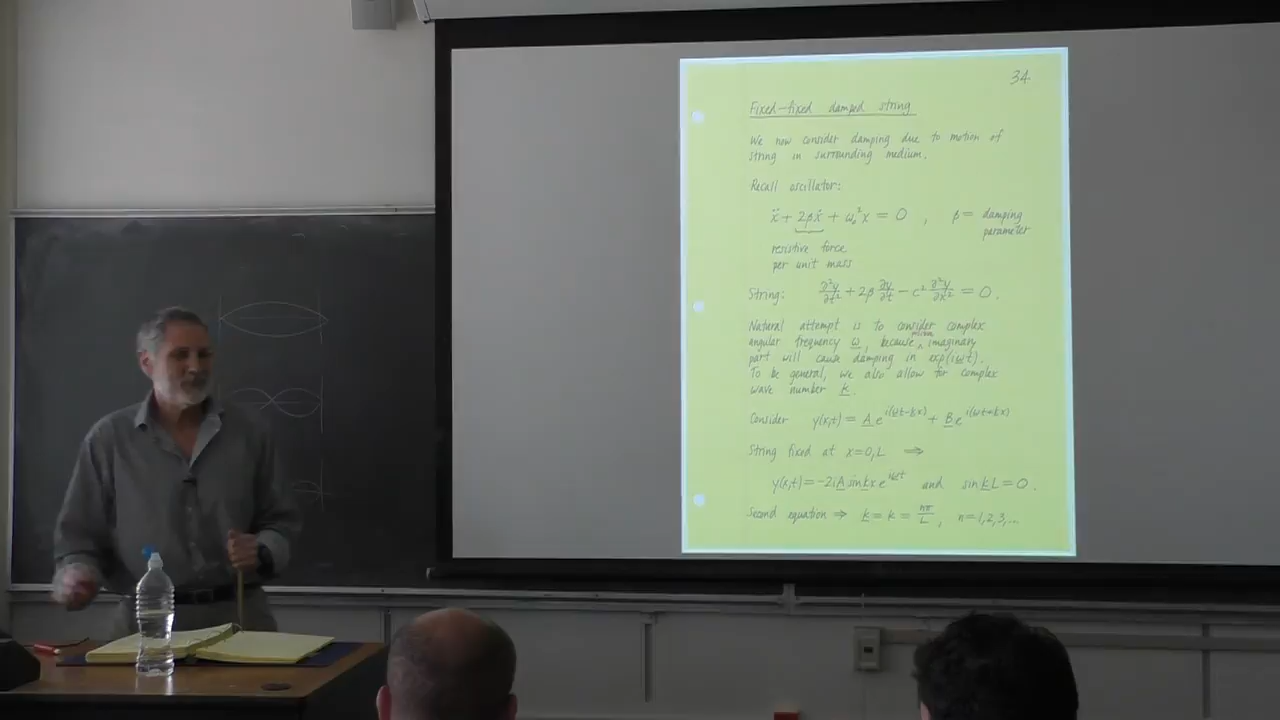 34
Fixed-fixed damped string
We now consider damping due to motion of
string in surrounding medium.
Recall oscillator:
ẍ + 2βẋ + ω₀²x = 0 , β = damping
parameter
resistive force
per unit mass
String: ∂²y/∂t² + 2β ∂y/∂t − c² ∂²y/∂x² = 0.
Natural attempt is to consider complex
angular frequency ω, because imaginary
part will cause damping in exp(iωt).
To be general, we also allow for complex
wave number k.
Consider y(x,t) = A e^{i(ωt−kx)} + B e^{i(ωt+kx)}
String fixed at x=0,L ⟹
y(x,t) = −2iA sin kx e^{iωt} and sin kL = 0.
Second equation ⟹ k = k = nπ/L, n=1,2,3,...